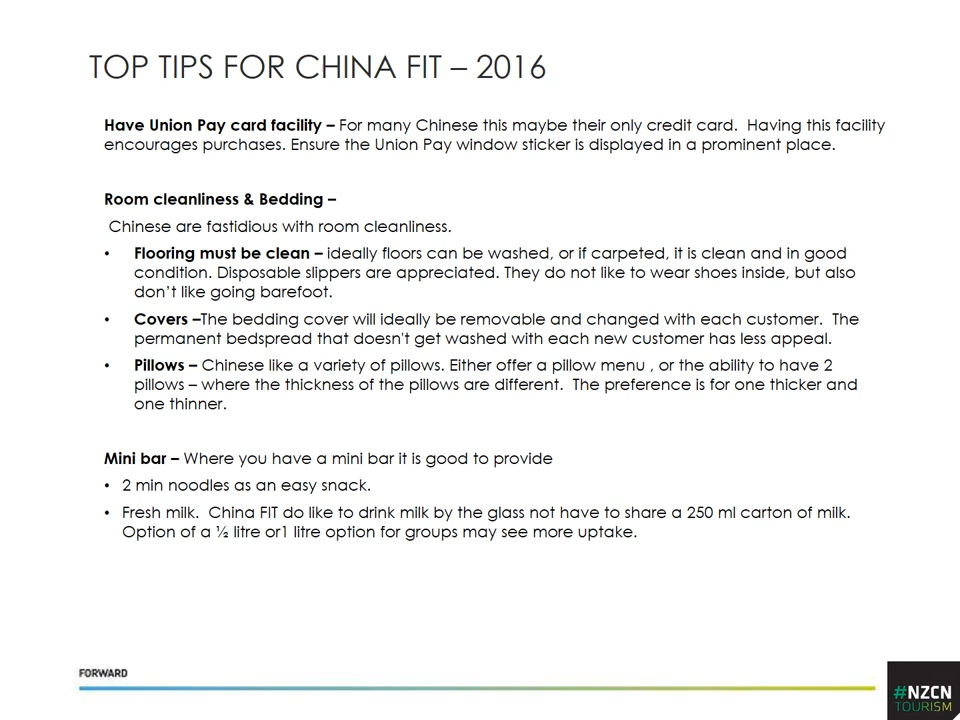 TOP TIPS FOR CHINA FIT – 2016
Have Union Pay card facility – For many Chinese this maybe their only credit card.  Having this facility
encourages purchases. Ensure the Union Pay window sticker is displayed in a prominent place.
Room cleanliness & Bedding –
Chinese are fastidious with room cleanliness.
• Flooring must be clean – ideally floors can be washed, or if carpeted, it is clean and in good
condition. Disposable slippers are appreciated. They do not like to wear shoes inside, but also
don’t like going barefoot.
• Covers –The bedding cover will ideally be removable and changed with each customer.  The
permanent bedspread that doesn't get washed with each new customer has less appeal.
• Pillows – Chinese like a variety of pillows. Either offer a pillow menu , or the ability to have 2
pillows – where the thickness of the pillows are different.  The preference is for one thicker and
one thinner.
Mini bar – Where you have a mini bar it is good to provide
• 2 min noodles as an easy snack.
• Fresh milk.  China FIT do like to drink milk by the glass not have to share a 250 ml carton of milk.
Option of a ½ litre or1 litre option for groups may see more uptake.
FORWARD
#NZCN
TOURISM